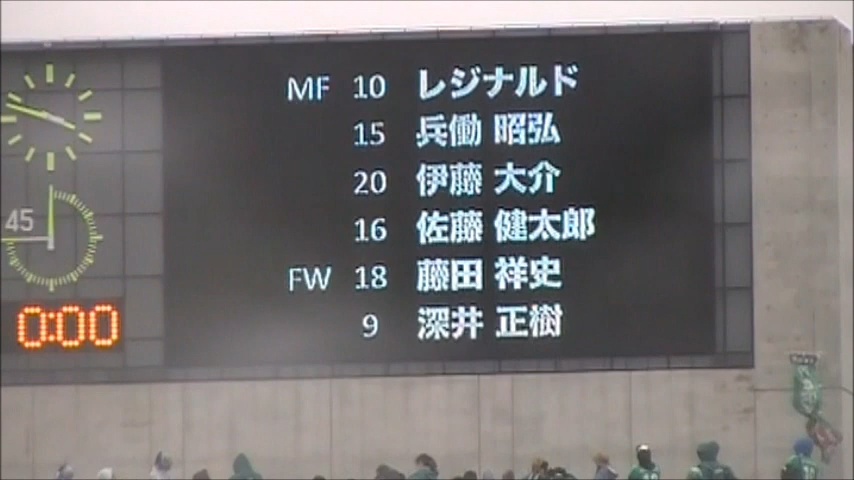 MF 10 レジナルド
15 兵働 昭弘
20 伊藤 大介
16 佐藤 健太郎
FW 18 藤田 祥史
9 深井 正樹
45
0:00